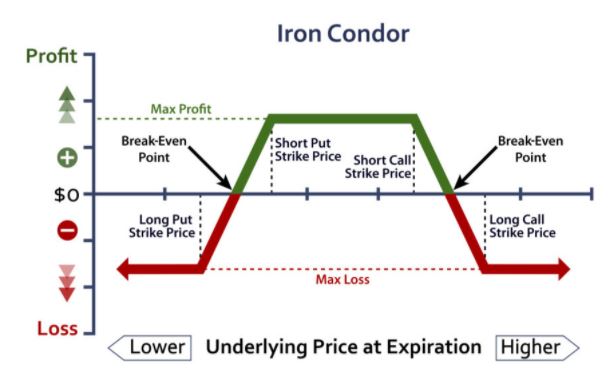 Iron Condor
Profit
Max Profit
Break-Even
Point
Short Put
Strike Price
Short Call
Strike Price
Break-Even
Point
$0
Long Put
Strike Price
Long Call
Strike Price
Max Loss
Loss
Lower
Underlying Price at Expiration
Higher